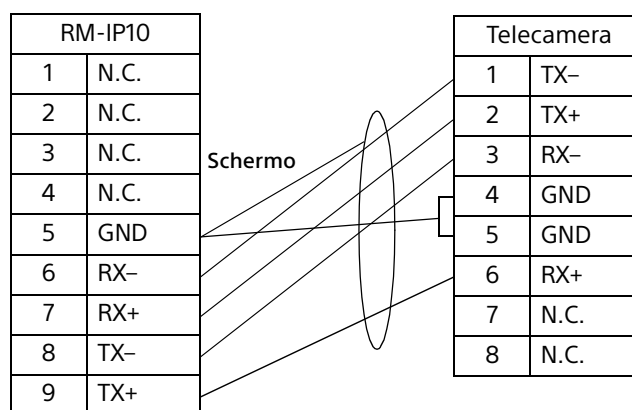 RM-IP10
1 N.C.
2 N.C.
3 N.C.
4 N.C.
5 GND
6 RX–
7 RX+
8 TX–
9 TX+
Schermo
Telecamera
1 TX–
2 TX+
3 RX–
4 GND
5 GND
6 RX+
7 N.C.
8 N.C.